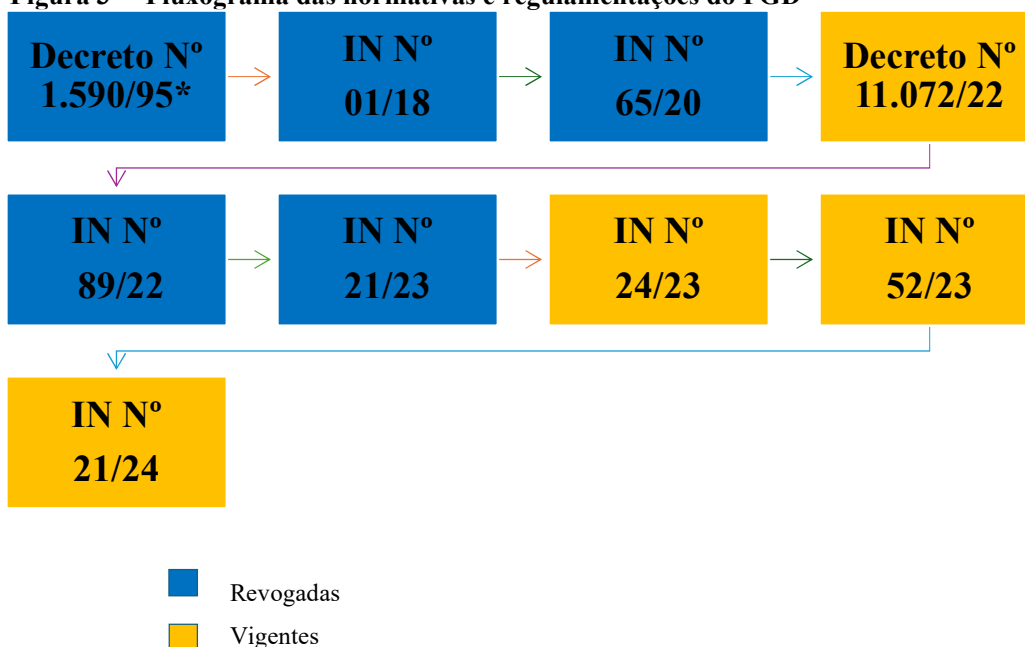 Figura – Fluxograma das normativas e regulamentações do PGD
Decreto Nº
1.590/95*
IN Nº
01/18
IN Nº
65/20
Decreto Nº
11.072/22
IN Nº
89/22
IN Nº
21/23
IN Nº
24/23
IN Nº
52/23
IN Nº
21/24
Revogadas
Vigentes